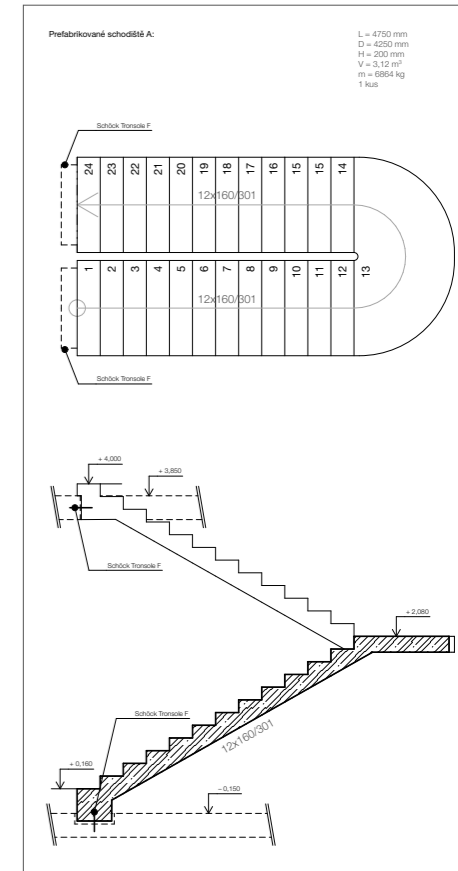 Prefabrikované schodiště A:
L = 4750 mm
D = 4250 mm
H = 200 mm
V = 3,12 m³
m = 6864 kg
1 kus
Schöck Tronsole F
24 23 22 21 20 19 18 17 16 15 15 14
12x160/301
1 2 3 4 5 6 7 8 9 10 11 12 13
12x160/301
Schöck Tronsole F
+ 4,000
+ 3,850
Schöck Tronsole F
+ 2,080
Schöck Tronsole F
12x160/301
+ 0,160
− 0,150